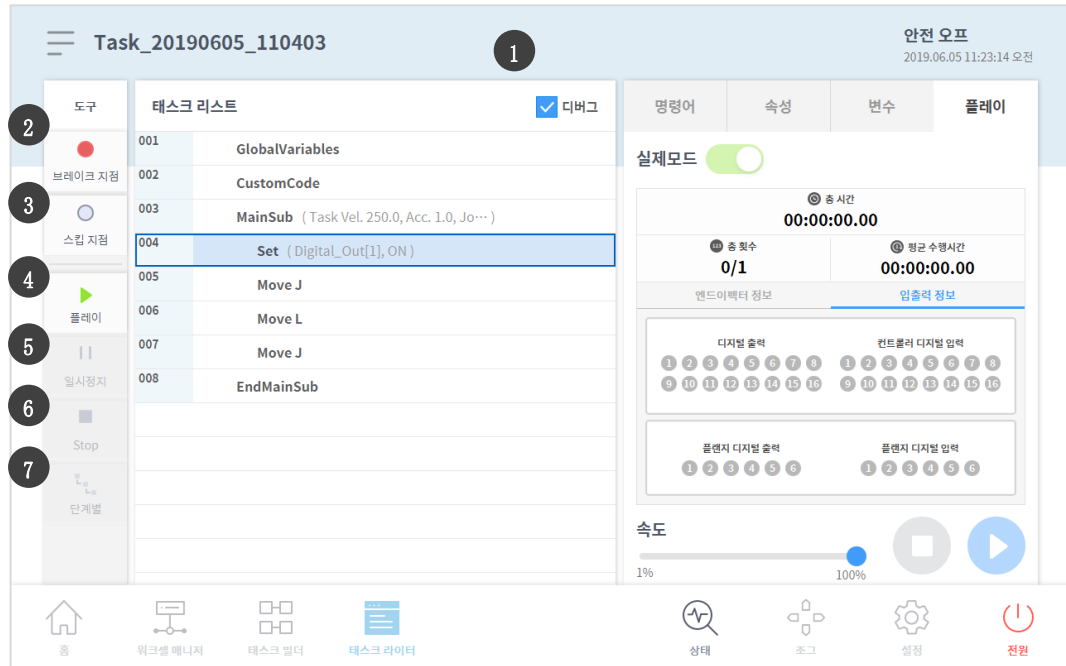 Task_20190605_110403
1
안전 오프
2019.06.05 11:23:14 오전
도구
태스크 리스트
디버그
명령어
속성
변수
플레이
2
브레이크 지점
3
스킵 지점
4
플레이
5
일시정지
6
Stop
7
단계별
001 GlobalVariables
002 CustomCode
003 MainSub ( Task Vel. 250.0, Acc. 1.0, Jo··· )
004 Set ( Digital_Out[1], ON )
005 Move J
006 Move L
007 Move J
008 EndMainSub
실제모드
총 시간
00:00:00.00
123 총 횟수
평균 수행시간
0/1
00:00:00.00
엔드이펙터 정보
입출력 정보
디지털 출력
컨트롤러 디지털 입력
1 2 3 4 5 6 7 8 1 2 3 4 5 6 7 8
9 10 11 12 13 14 15 16 9 10 11 12 13 14 15 16
플랜지 디지털 출력
플랜지 디지털 입력
1 2 3 4 5 6 1 2 3 4 5 6
속도
1%
100%
홈
워크셀 매니저
태스크 빌더
태스크 라이터
상태
조그
설정
전원